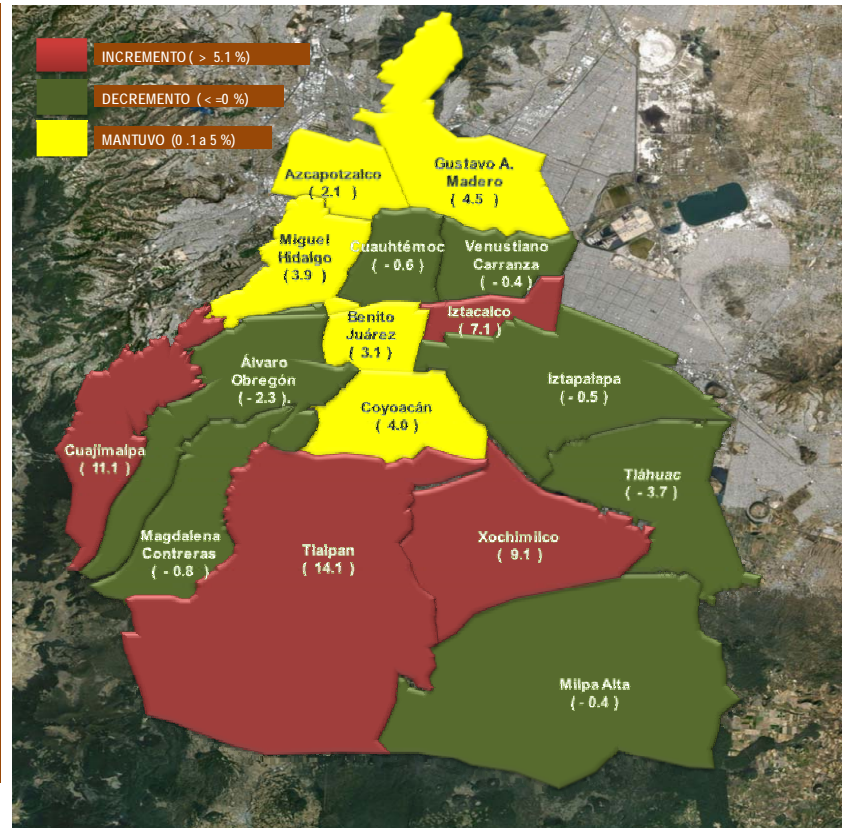 INCREMENTO ( > 5.1 %)
DECREMENTO (< =0 %)
MANTUVO (0 .1 a 5 %)
Gustavo A.
Madero
( 4.5 )
Azcapotzalco
( 2.1 )
Miguel
Hidalgo
( 3.9 )
Cuauhtémoc
( - 0.6 )
Venustiano
Carranza
( - 0.4 )
Iztacalco
( 7.1 )
Benito
Juárez
( 3.1 )
Álvaro
Obregón
( - 2.3 ).
Iztapalapa
( - 0.5 )
Coyoacán
( 4.0 )
Cuajimalpa
( 11.1 )
Tláhuac
( - 3.7 )
Magdalena
Contreras
( - 0.8 )
Tlalpan
( 14.1 )
Xochimilco
( 9.1 )
Milpa Alta
( - 0.4 )